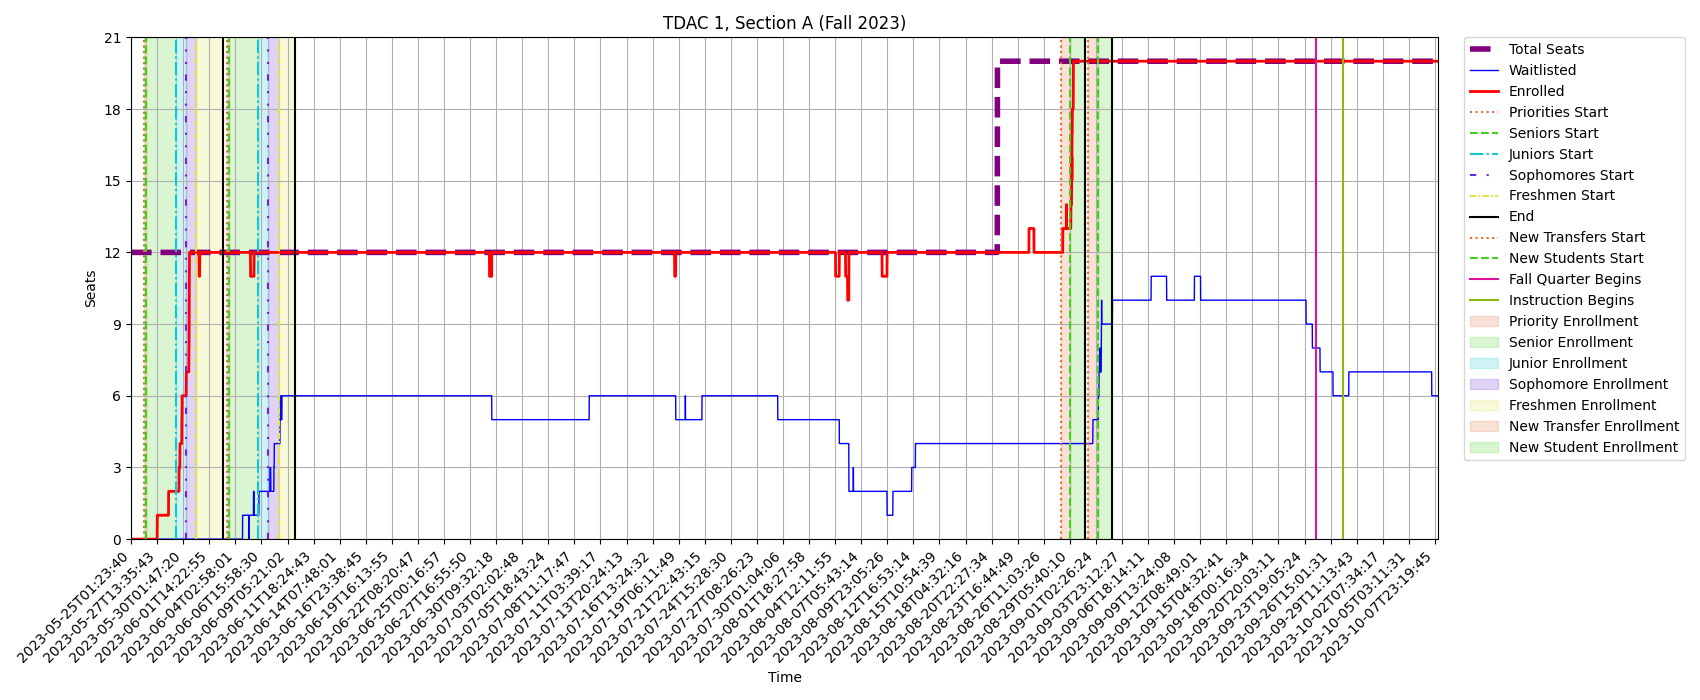 TDAC 1, Section A (Fall 2023)
21
18
15
12
9
6
3
0
Seats
2023-05-25T01:23:40
2023-05-27T13:35:43
2023-05-30T01:47:20
2023-06-01T14:22:55
2023-06-04T02:58:01
2023-06-06T15:58:30
2023-06-09T05:21:02
2023-06-11T18:24:43
2023-06-14T07:48:01
2023-06-16T23:38:45
2023-06-19T16:13:55
2023-06-22T08:20:47
2023-06-25T00:16:57
2023-06-27T16:55:50
2023-06-30T09:32:18
2023-07-03T02:02:48
2023-07-05T18:43:24
2023-07-08T11:17:47
2023-07-11T03:39:17
2023-07-13T20:24:13
2023-07-16T13:24:32
2023-07-19T06:11:49
2023-07-21T22:43:15
2023-07-24T15:28:30
2023-07-27T08:26:23
2023-07-30T01:04:06
2023-08-01T18:27:58
2023-08-04T12:11:55
2023-08-07T05:43:14
2023-08-09T23:05:26
2023-08-12T16:53:14
2023-08-15T10:54:39
2023-08-18T04:32:16
2023-08-20T22:27:34
2023-08-23T16:44:49
2023-08-26T11:03:26
2023-08-29T05:40:10
2023-09-01T02:26:24
2023-09-03T23:12:27
2023-09-06T18:14:11
2023-09-09T13:24:08
2023-09-12T08:49:01
2023-09-15T04:32:41
2023-09-18T00:16:34
2023-09-20T20:03:11
2023-09-23T19:05:24
2023-09-26T15:01:31
2023-09-29T11:13:43
2023-10-02T07:34:17
2023-10-05T03:11:31
2023-10-07T23:19:45
Time
Total Seats
Waitlisted
Enrolled
Priorities Start
Seniors Start
Juniors Start
Sophomores Start
Freshmen Start
End
New Transfers Start
New Students Start
Fall Quarter Begins
Instruction Begins
Priority Enrollment
Senior Enrollment
Junior Enrollment
Sophomore Enrollment
Freshmen Enrollment
New Transfer Enrollment
New Student Enrollment